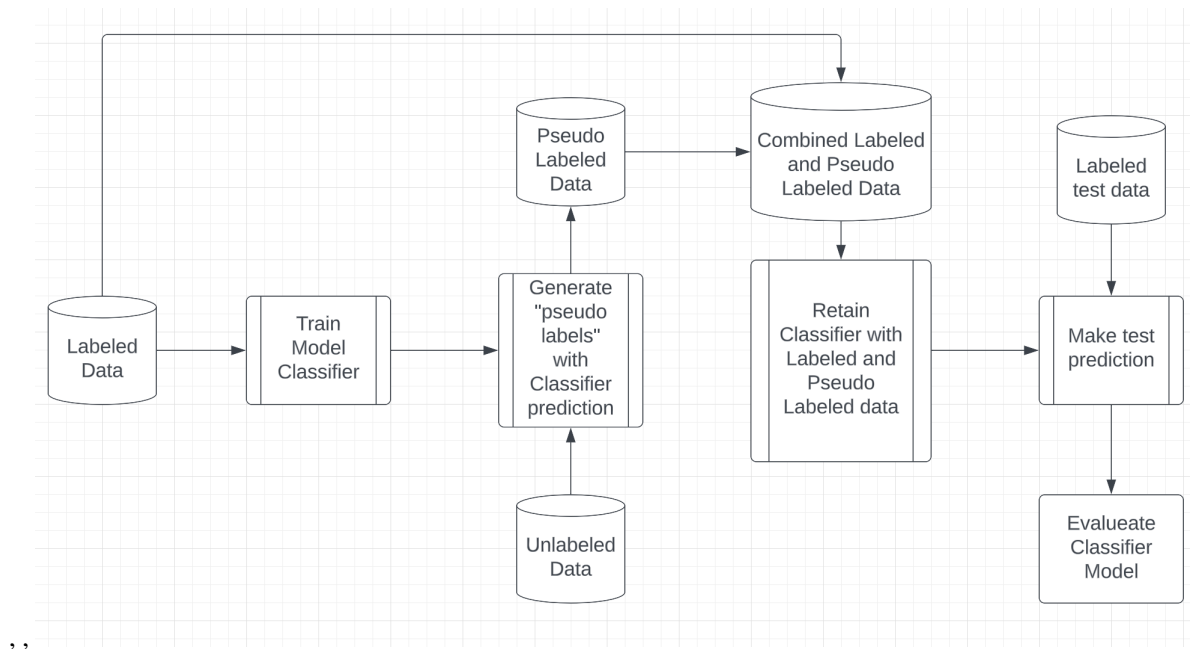 Pseudo
Labeled
Data
Combined Labeled
and Pseudo
Labeled Data
Labeled
test data
Labeled
Data
Train
Model
Classifier
Generate
"pseudo
labels"
with
Classifier
prediction
Retain
Classifier with
Labeled and
Pseudo
Labeled data
Make test
prediction
Unlabeled
Data
Evalueate
Classifier
Model
, ,